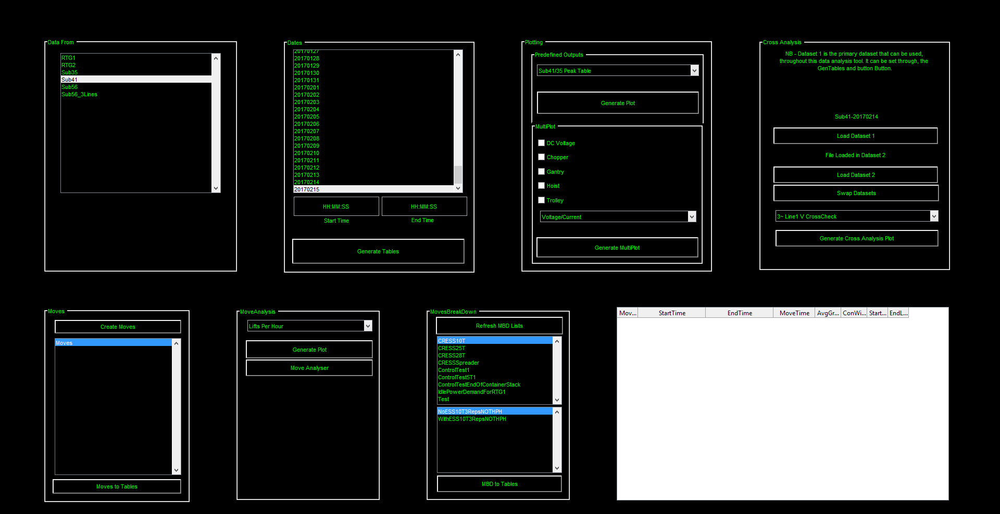 Data From
RTG1
RTG2
Sub35
Sub41
Sub56
Sub56_3Lines
Dates
20170127
20170128
20170129
20170130
20170131
20170201
20170202
20170203
20170204
20170205
20170206
20170207
20170208
20170209
20170210
20170211
20170212
20170213
20170214
20170215
HH:MM:SS HH:MM:SS
Start Time End Time
Generate Tables
Plotting
Predefined Outputs
Sub41/35 Peak Table
Generate Plot
MultiPlot
DC Voltage
Chopper
Gantry
Hoist
Trolley
Voltage/Current
Generate MultiPlot
Cross Analysis
NB - Dataset 1 is the primary dataset that can be used,
throughout this data analysis tool. It can be set through, the
GenTables and button Button.
Sub41-20170214
Load Dataset 1
File Loaded in Dataset 2
Load Dataset 2
Swap Datasets
3~ Line1 V CrossCheck
Generate Cross Analysis Plot
Moves
Create Moves
Moves
Moves to Tables
MoveAnalysis
Lifts Per Hour
Generate Plot
Move Analyser
MovesBreakDown
Refresh MBD Lists
CRESS10T
CRESS25T
CRESS28T
CRESSSpreader
ControlTest1
ControlTest5T1
ControlTestEndOfContainerStack
IdlePowerDemandForRTG1
Test
NoESS10T3RepsNOTHPH
WithESS10T3RepsNOTHPH
MBD to Tables
Mov... StartTime EndTime MoveTime AvgGr... ConWi... Start... EndL...